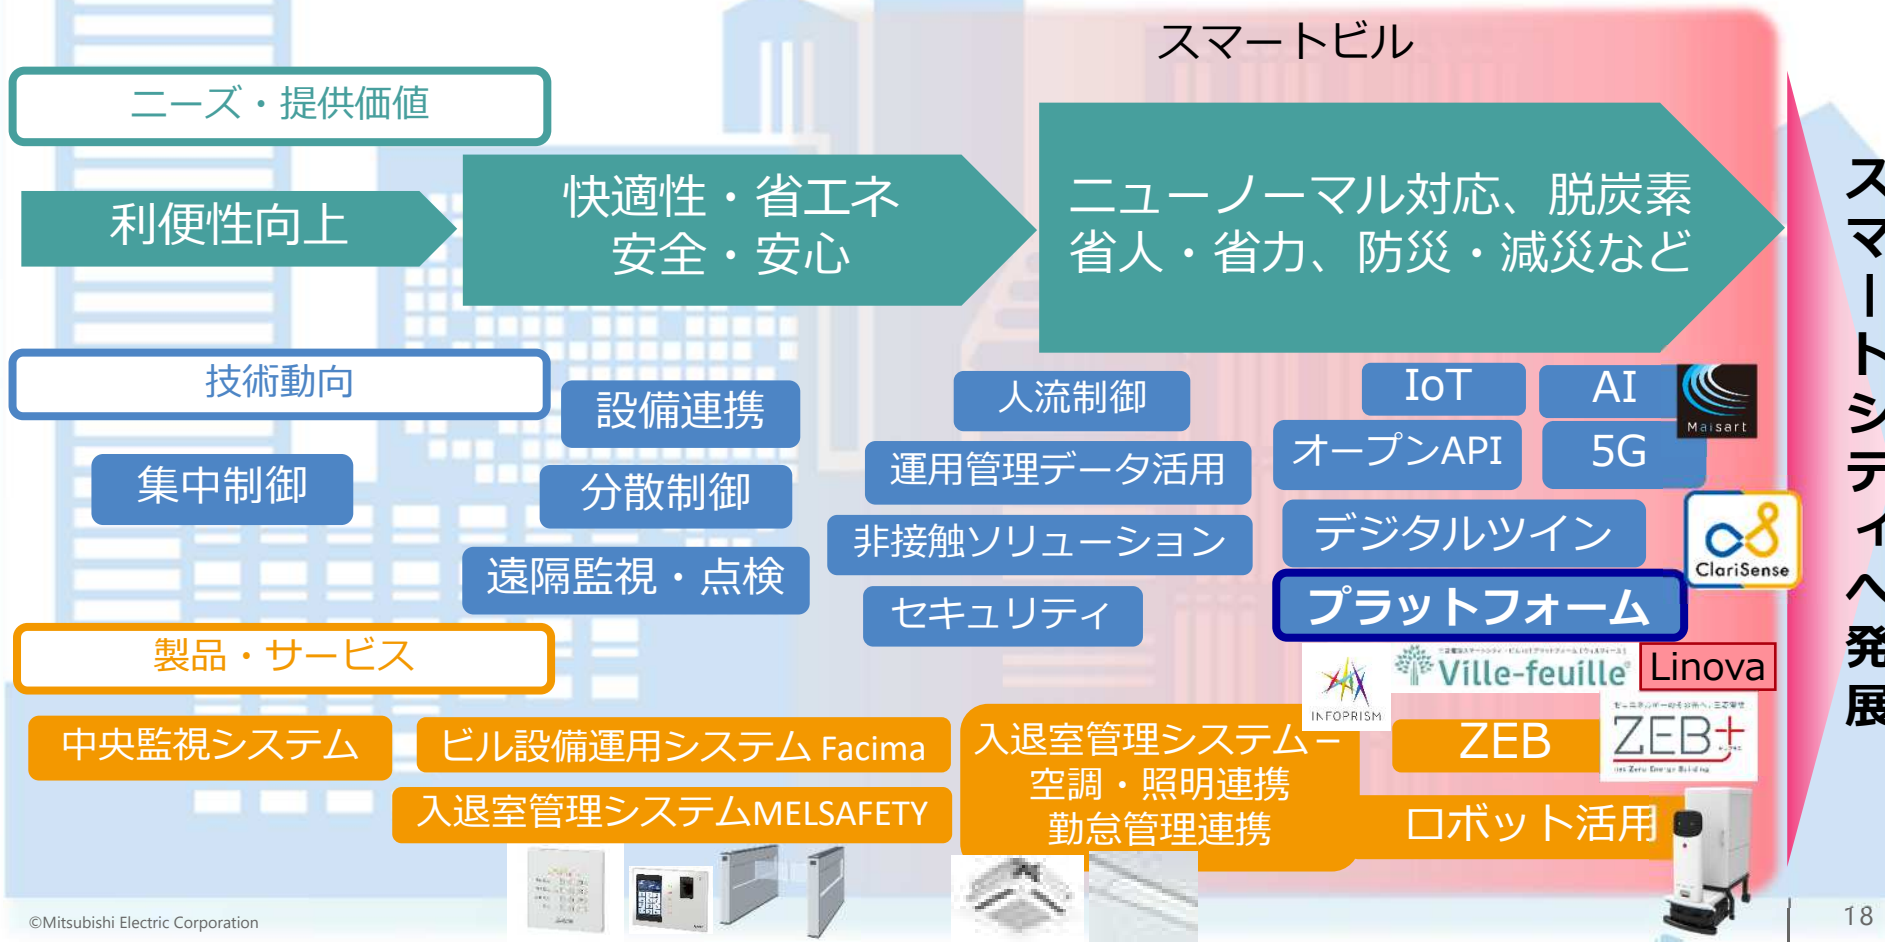 スマートビル
ニーズ・提供価値
利便性向上
快適性・省エネ
安全・安心
ニューノーマル対応、脱炭素
省人・省力、防災・減災など
スマートシティへ発展
技術動向
集中制御
設備連携
分散制御
遠隔監視・点検
人流制御
運用管理データ活用
非接触ソリューション
セキュリティ
IoT
AI
Maisart
オープンAPI
5G
デジタルツイン
ClariSense
プラットフォーム
製品・サービス
INFOPRISM
Ville-feuille®
Linova
中央監視システム
ビル設備運用システム Facima
入退室管理システムMELSAFETY
入退室管理システム－
空調・照明連携
勤怠管理連携
ZEB
ZEB+
net Zero Energy Building
ロボット活用
©Mitsubishi Electric Corporation
18